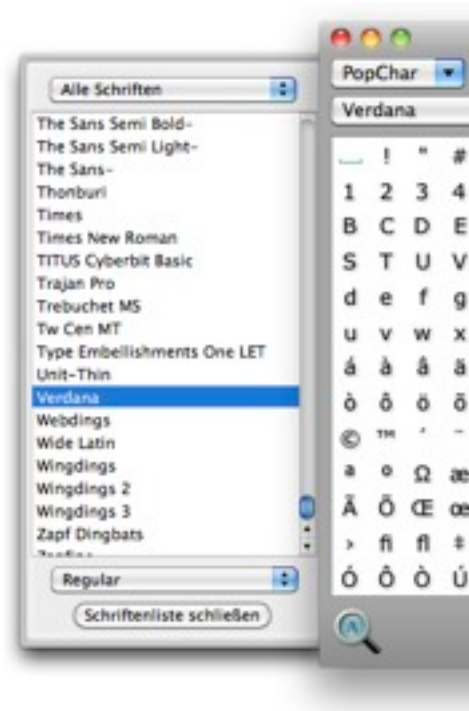 Alle Schriften
The Sans Semi Bold-
The Sans Semi Light-
The Sans-
Thonburi
Times
Times New Roman
TITUS Cyberbit Basic
Trajan Pro
Trebuchet MS
Tw Cen MT
Type Embellishments One LET
Unit-Thin
Verdana
Webdings
Wide Latin
Wingdings
Wingdings 2
Wingdings 3
Zapf Dingbats
Regular
Schriftenliste schließen
PopChar
Verdana
! " #
1 2 3 4
B C D E
S T U V
d e f g
u v w x
á à â ä
ò ô ö õ
© ™ ´ ¨
ª º Ω æ
Ã Õ Œ œ
› fi fl ‡
Ó Ô Ò Ú